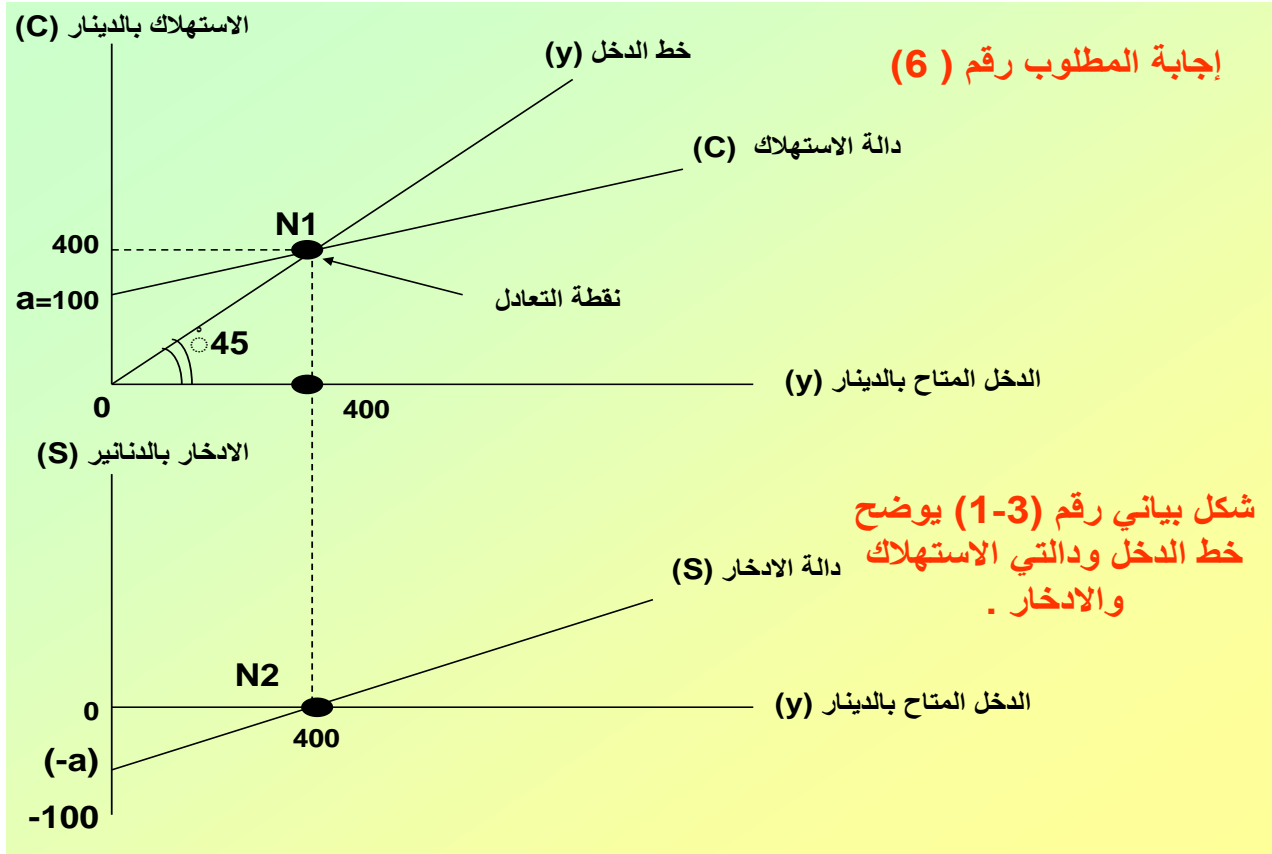 الاستهلاك بالدينار (C)
خط الدخل (y)
إجابة المطلوب رقم ( 6)
دالة الاستهلاك (C)
N1
400
a=100
نقطة التعادل
45°
الدخل المتاح بالدينار (y)
0
400
الادخار بالدنانير (S)
شكل بياني رقم (3-1) يوضح
خط الدخل ودالتي الاستهلاك
والادخار .
دالة الادخار (S)
N2
0
الدخل المتاح بالدينار (y)
400
(-a)
-100